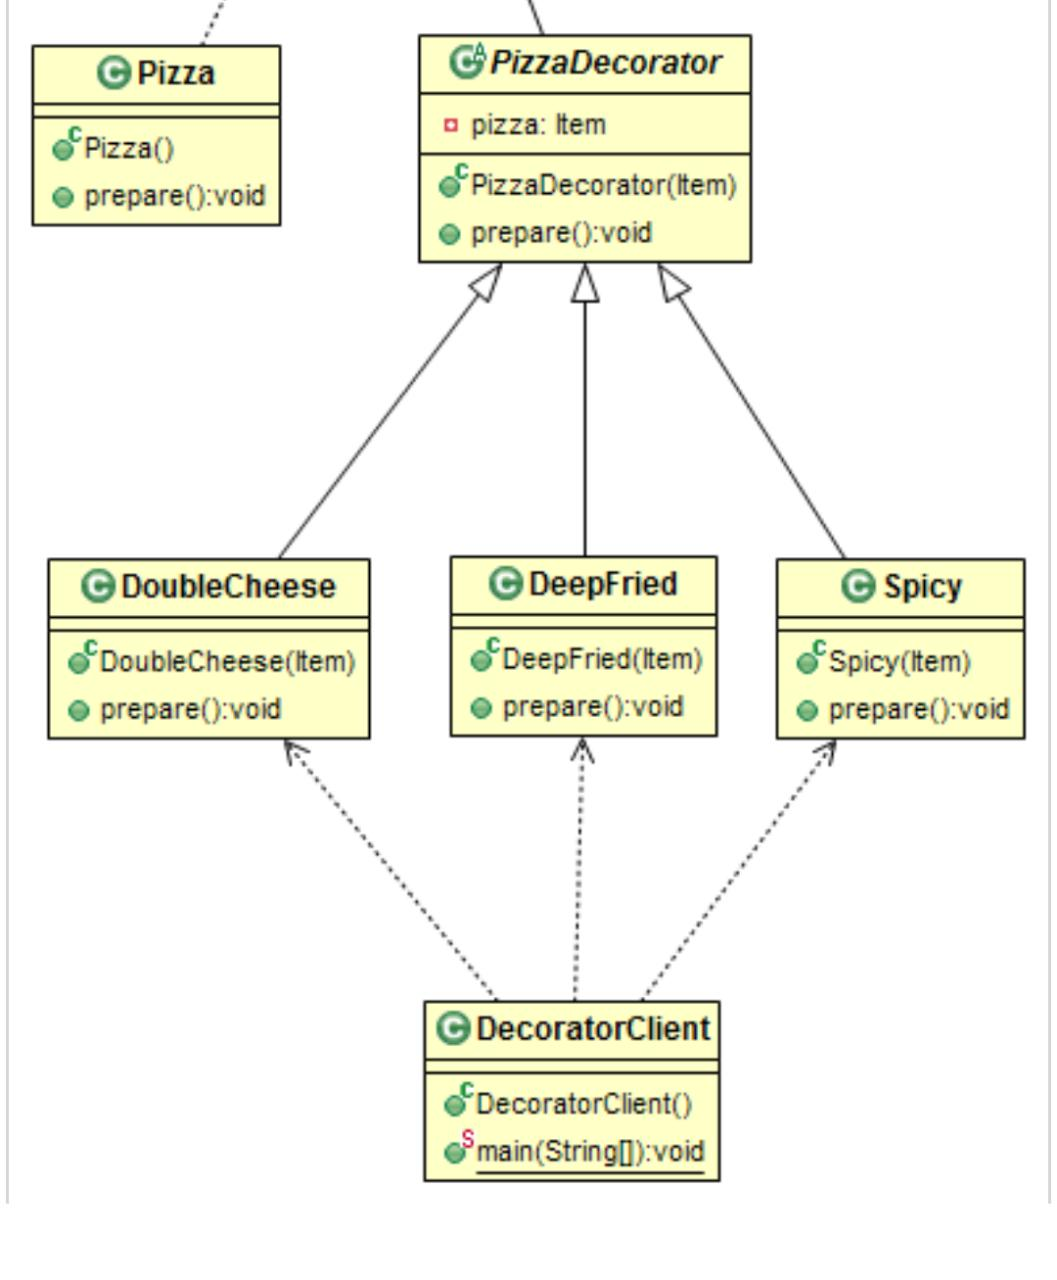 Pizza
Pizza()
prepare():void
PizzaDecorator
pizza: Item
PizzaDecorator(Item)
prepare():void
DoubleCheese
DoubleCheese(Item)
prepare():void
DeepFried
DeepFried(Item)
prepare():void
Spicy
Spicy(Item)
prepare():void
DecoratorClient
DecoratorClient()
main(String[]):void